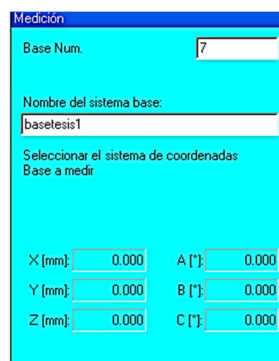 Medición
Base Num. 7
Nombre del sistema base:
basetesis1
Seleccionar el sistema de coordenadas
Base a medir
X [mm]: 0.000 A [°]: 0.000
Y [mm]: 0.000 B [°]: 0.000
Z [mm]: 0.000 C [°]: 0.000